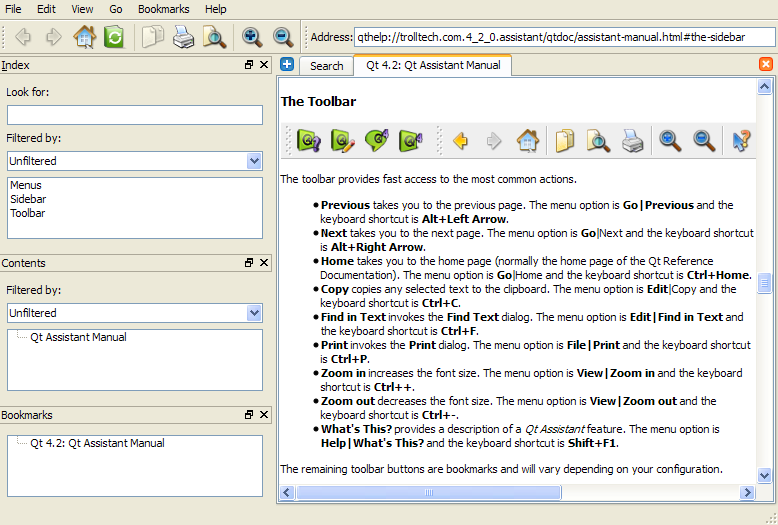 File Edit View Go Bookmarks Help
Address: qthelp://trolltech.com.4_2_0.assistant/qtdoc/assistant-manual.html#the-sidebar
Index
Look for:
Filtered by:
Unfiltered
Menus
Sidebar
Toolbar
Contents
Filtered by:
Unfiltered
Qt Assistant Manual
Bookmarks
Qt 4.2: Qt Assistant Manual
Search Qt 4.2: Qt Assistant Manual
The Toolbar
The toolbar provides fast access to the most common actions.
● Previous takes you to the previous page. The menu option is Go|Previous and the
keyboard shortcut is Alt+Left Arrow.
● Next takes you to the next page. The menu option is Go|Next and the keyboard shortcut
is Alt+Right Arrow.
● Home takes you to the home page (normally the home page of the Qt Reference
Documentation). The menu option is Go|Home and the keyboard shortcut is Ctrl+Home.
● Copy copies any selected text to the clipboard. The menu option is Edit|Copy and the
keyboard shortcut is Ctrl+C.
● Find in Text invokes the Find Text dialog. The menu option is Edit|Find in Text and
the keyboard shortcut is Ctrl+F.
● Print invokes the Print dialog. The menu option is File|Print and the keyboard shortcut
is Ctrl+P.
● Zoom in increases the font size. The menu option is View|Zoom in and the keyboard
shortcut is Ctrl++.
● Zoom out decreases the font size. The menu option is View|Zoom out and the
keyboard shortcut is Ctrl+-.
● What's This? provides a description of a Qt Assistant feature. The menu option is
Help|What's This? and the keyboard shortcut is Shift+F1.
The remaining toolbar buttons are bookmarks and will vary depending on your configuration.